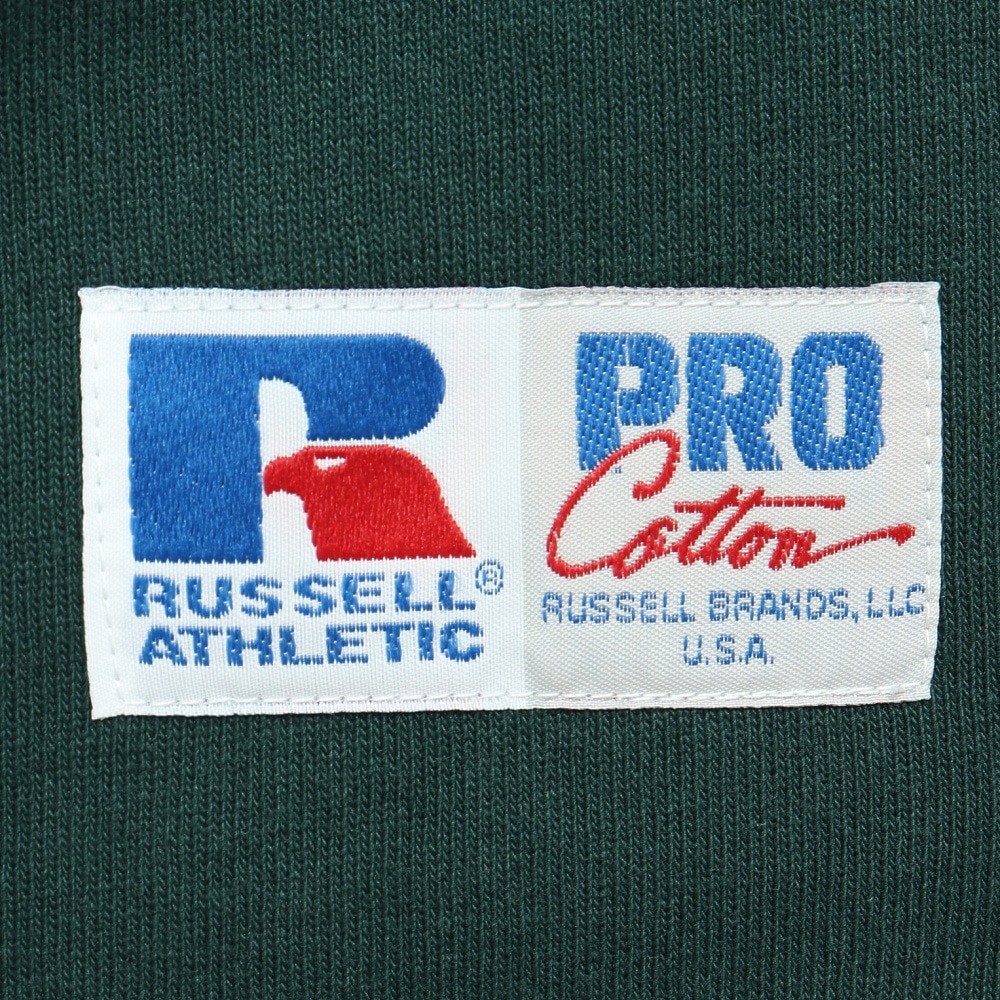 R
RUSSELL®
ATHLETIC
PRO
Cotton
RUSSELL BRANDS, LLC
U.S.A.